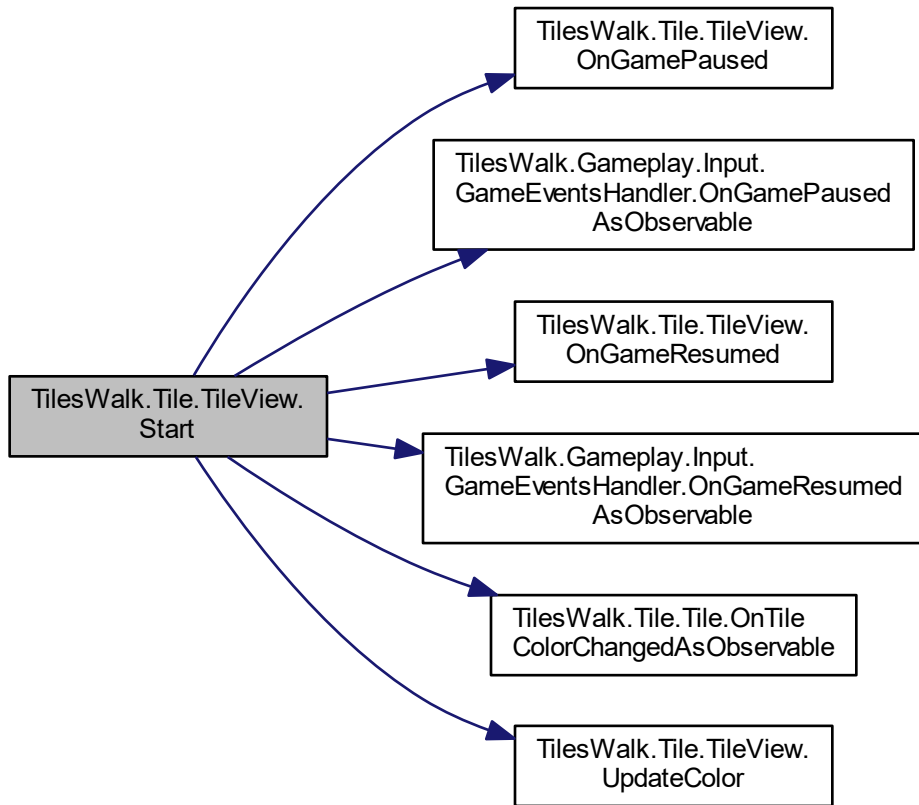 TilesWalk.Tile.TileView.
OnGamePaused
TilesWalk.Gameplay.Input.
GameEventsHandler.OnGamePaused
AsObservable
TilesWalk.Tile.TileView.
OnGameResumed
TilesWalk.Tile.TileView.
Start
TilesWalk.Gameplay.Input.
GameEventsHandler.OnGameResumed
AsObservable
TilesWalk.Tile.Tile.OnTile
ColorChangedAsObservable
TilesWalk.Tile.TileView.
UpdateColor